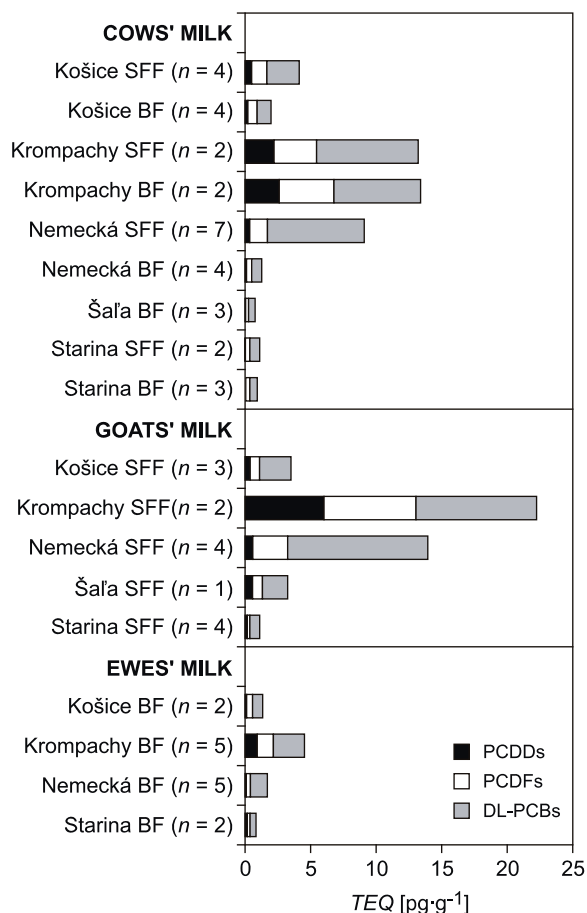 COWS' MILK
Košice SFF (n = 4)
Košice BF (n = 4)
Krompachy SFF (n = 2)
Krompachy BF (n = 2)
Nemecká SFF (n = 7)
Nemecká BF (n = 4)
Šaľa BF (n = 3)
Starina SFF (n = 2)
Starina BF (n = 3)
GOATS' MILK
Košice SFF (n = 3)
Krompachy SFF(n = 2)
Nemecká SFF (n = 4)
Šaľa SFF (n = 1)
Starina SFF (n = 4)
EWES' MILK
Košice BF (n = 2)
Krompachy BF (n = 5)
Nemecká BF (n = 5)
Starina BF (n = 2)
PCDDs
PCDFs
DL-PCBs
0 5 10 15 20 25
TEQ [pg·g⁻¹]